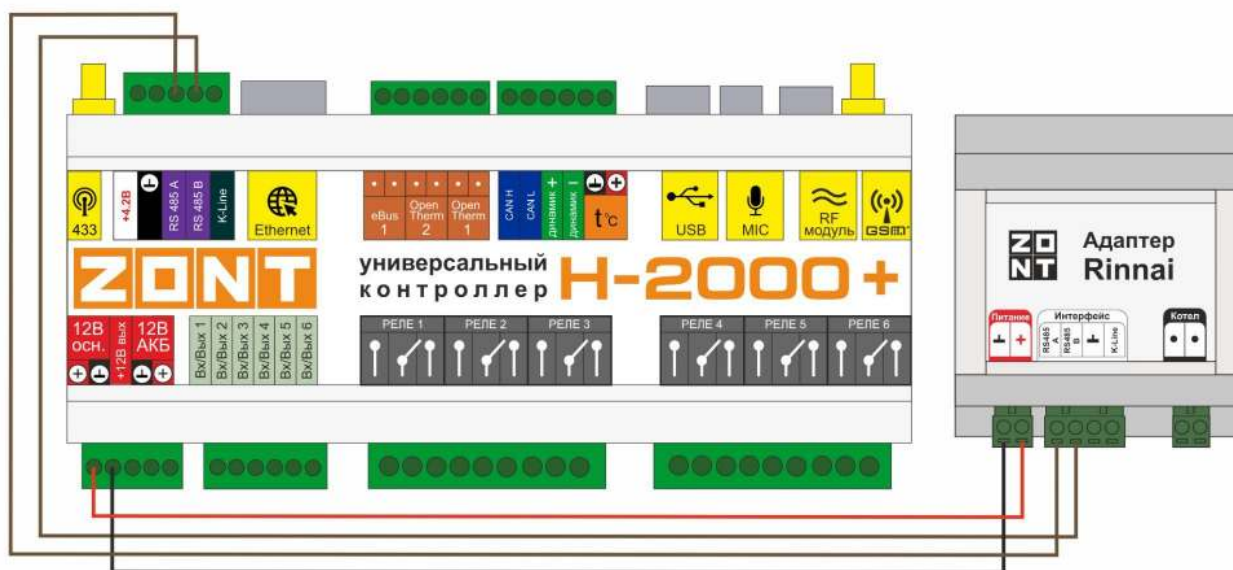 433
+4.2В
RS 485 A
RS 485 B
K-Line
Ethernet
eBus
1
Open
Therm
2
Open
Therm
1
CAN H
CAN L
динамик +
динамик −
t°c
USB
MIC
RF
модуль
GSM
ZONT
универсальный
контроллер
H-2000+
12В
осн.
+12В вых
12В
АКБ
Вх/Вых 1
Вх/Вых 2
Вх/Вых 3
Вх/Вых 4
Вх/Вых 5
Вх/Вых 6
РЕЛЕ 1
РЕЛЕ 2
РЕЛЕ 3
РЕЛЕ 4
РЕЛЕ 5
РЕЛЕ 6
ZONT
Адаптер
Rinnai
Питание
Интерфейс
Котел
RS485
A
RS485
B
K-Line